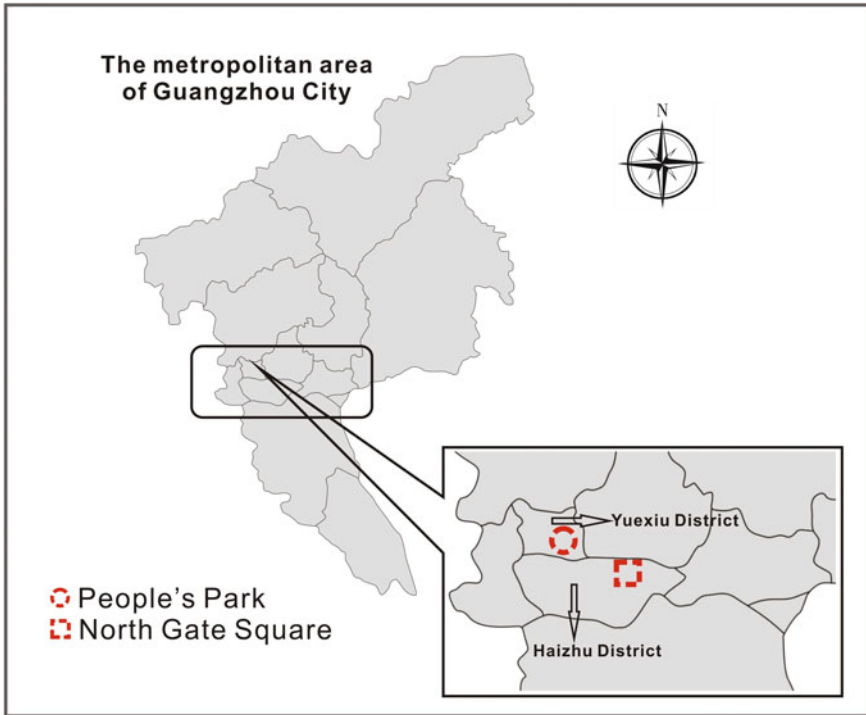 The metropolitan area
of Guangzhou City
N
Yuexiu District
Haizhu District
People's Park
North Gate Square